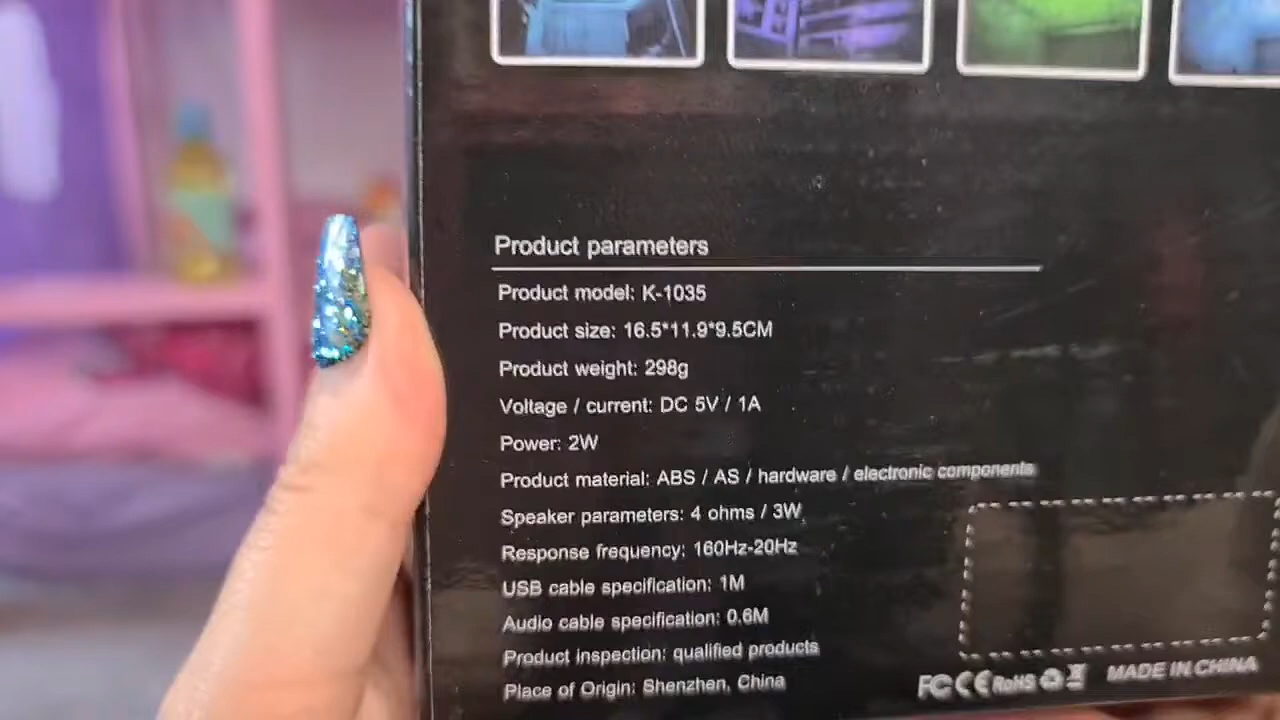 Product parameters
Product model: K-1035
Product size: 16.5*11.9*9.5CM
Product weight: 298g
Voltage / current: DC 5V / 1A
Power: 2W
Product material: ABS / AS / hardware / electronic components
Speaker parameters: 4 ohms / 3W
Response frequency: 160Hz-20Hz
USB cable specification: 1M
Audio cable specification: 0.6M
Product inspection: qualified products
Place of Origin: Shenzhen, China
FC CE RoHS MADE IN CHINA